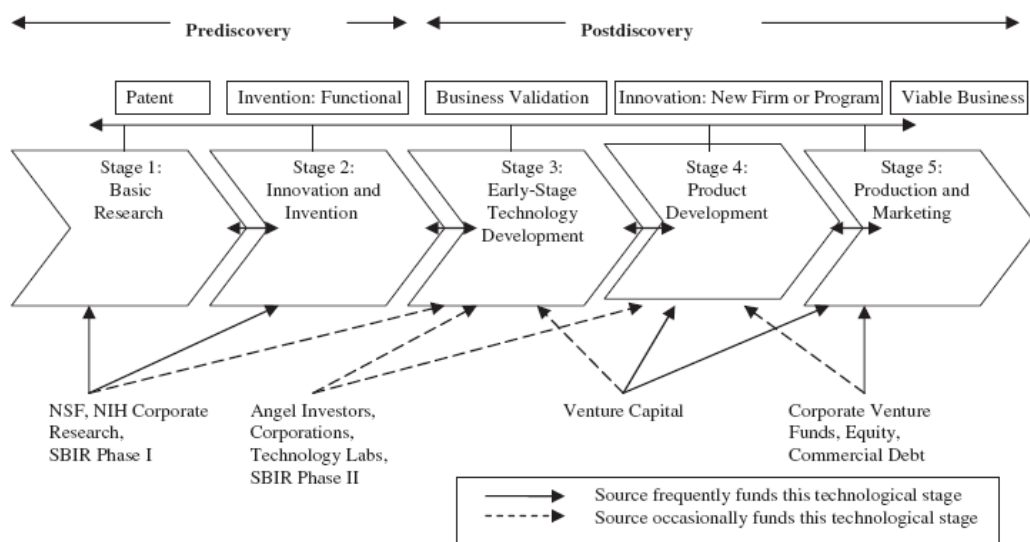 Prediscovery
Postdiscovery
Patent
Invention: Functional
Business Validation
Innovation: New Firm or Program
Viable Business
Stage 1:
Basic
Research
Stage 2:
Innovation and
Invention
Stage 3:
Early-Stage
Technology
Development
Stage 4:
Product
Development
Stage 5:
Production and
Marketing
NSF, NIH Corporate
Research,
SBIR Phase I
Angel Investors,
Corporations,
Technology Labs,
SBIR Phase II
Venture Capital
Corporate Venture
Funds, Equity,
Commercial Debt
Source frequently funds this technological stage
Source occasionally funds this technological stage